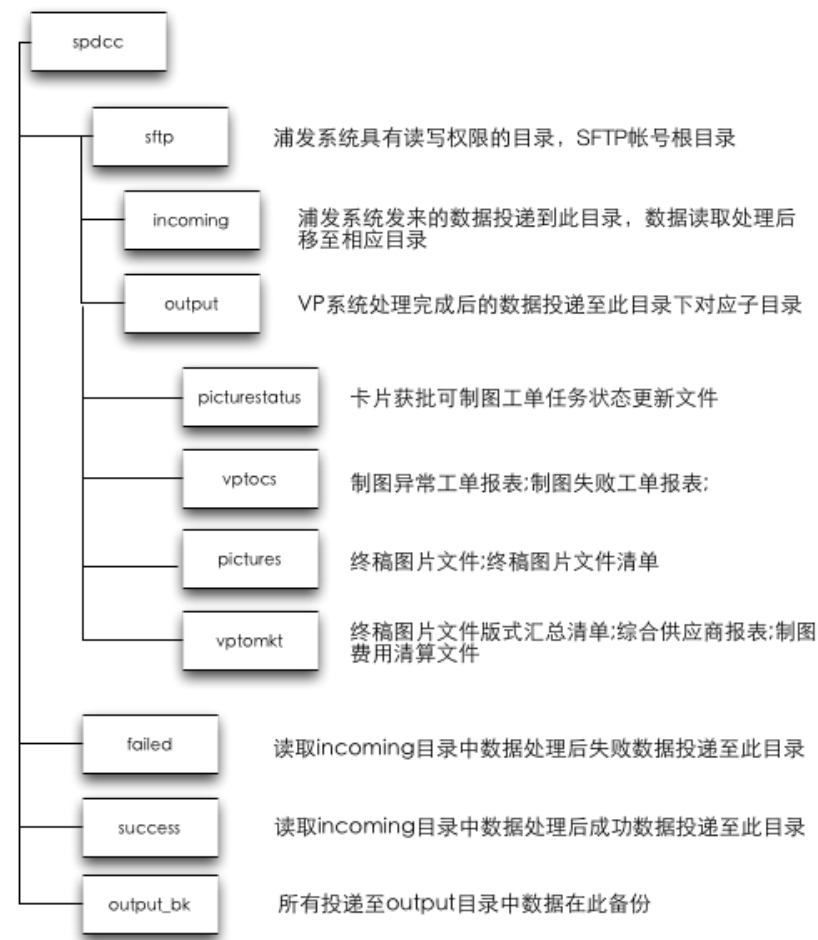 spdcc
sftp
浦发系统具有读写权限的目录，SFTP帐号根目录
incoming
浦发系统发来的数据投递到此目录，数据读取处理后
移至相应目录
output
VP系统处理完成后的数据投递至此目录下对应子目录
picturestatus
卡片获批可制图工单任务状态更新文件
vptocs
制图异常工单报表;制图失败工单报表;
pictures
终稿图片文件;终稿图片文件清单
vptomkt
终稿图片文件版式汇总清单;综合供应商报表;制图
费用清算文件
failed
读取incoming目录中数据处理后失败数据投递至此目录
success
读取incoming目录中数据处理后成功数据投递至此目录
output_bk
所有投递至output目录中数据在此备份